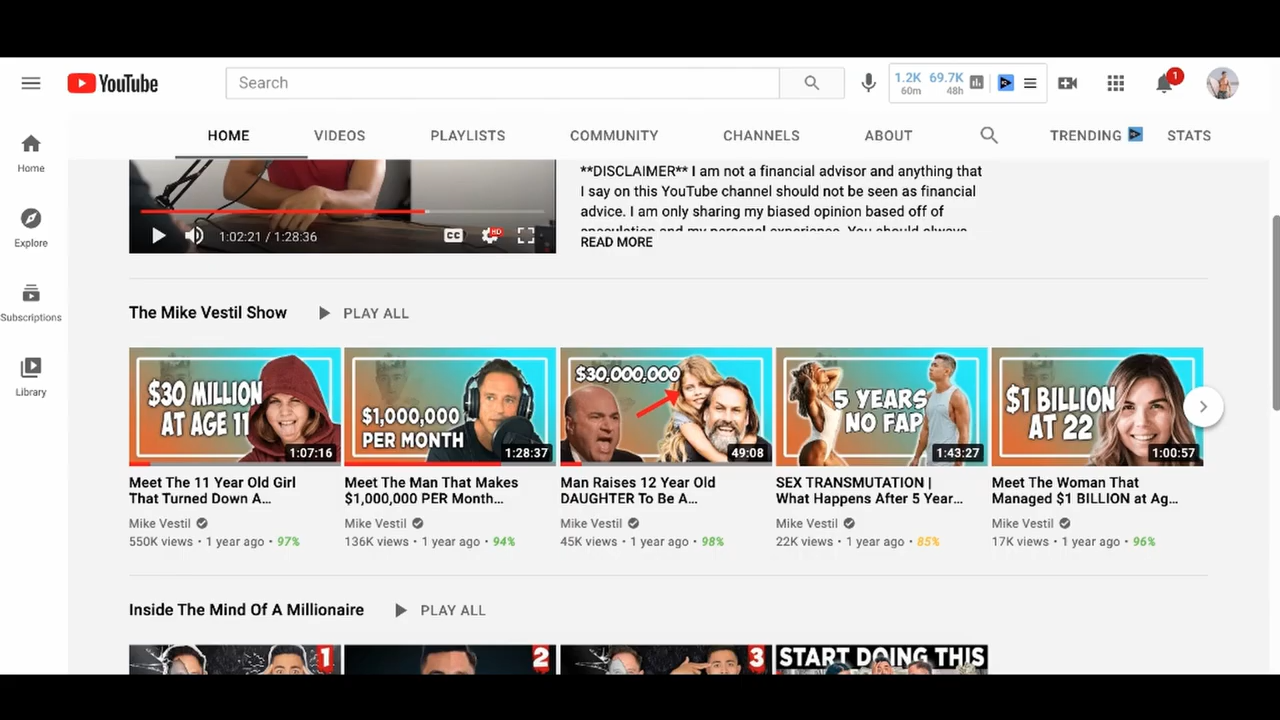 YouTube
Search
1.2K 69.7K
60m 48h
1
HOME VIDEOS PLAYLISTS COMMUNITY CHANNELS ABOUT TRENDING STATS
Home
Explore
Subscriptions
Library
1:02:21 / 1:28:36
CC
HD
**DISCLAIMER** I am not a financial advisor and anything that
I say on this YouTube channel should not be seen as financial
advice. I am only sharing my biased opinion based off of
speculation and my personal experience. You should always
READ MORE
The Mike Vestil Show PLAY ALL
$30 MILLION
AT AGE 11
1:07:16
Meet The 11 Year Old Girl
That Turned Down A...
Mike Vestil
550K views • 1 year ago • 97%
$1,000,000
PER MONTH
1:28:37
Meet The Man That Makes
$1,000,000 PER Month...
Mike Vestil
136K views • 1 year ago • 94%
$30,000,000
49:08
Man Raises 12 Year Old
DAUGHTER To Be A...
Mike Vestil
45K views • 1 year ago • 98%
5 YEARS
NO FAP
1:43:27
SEX TRANSMUTATION |
What Happens After 5 Year...
Mike Vestil
22K views • 1 year ago • 85%
$1 BILLION
AT 22
1:00:57
Meet The Woman That
Managed $1 BILLION at Ag...
Mike Vestil
17K views • 1 year ago • 96%
Inside The Mind Of A Millionaire PLAY ALL
1
2
3
START DOING THIS